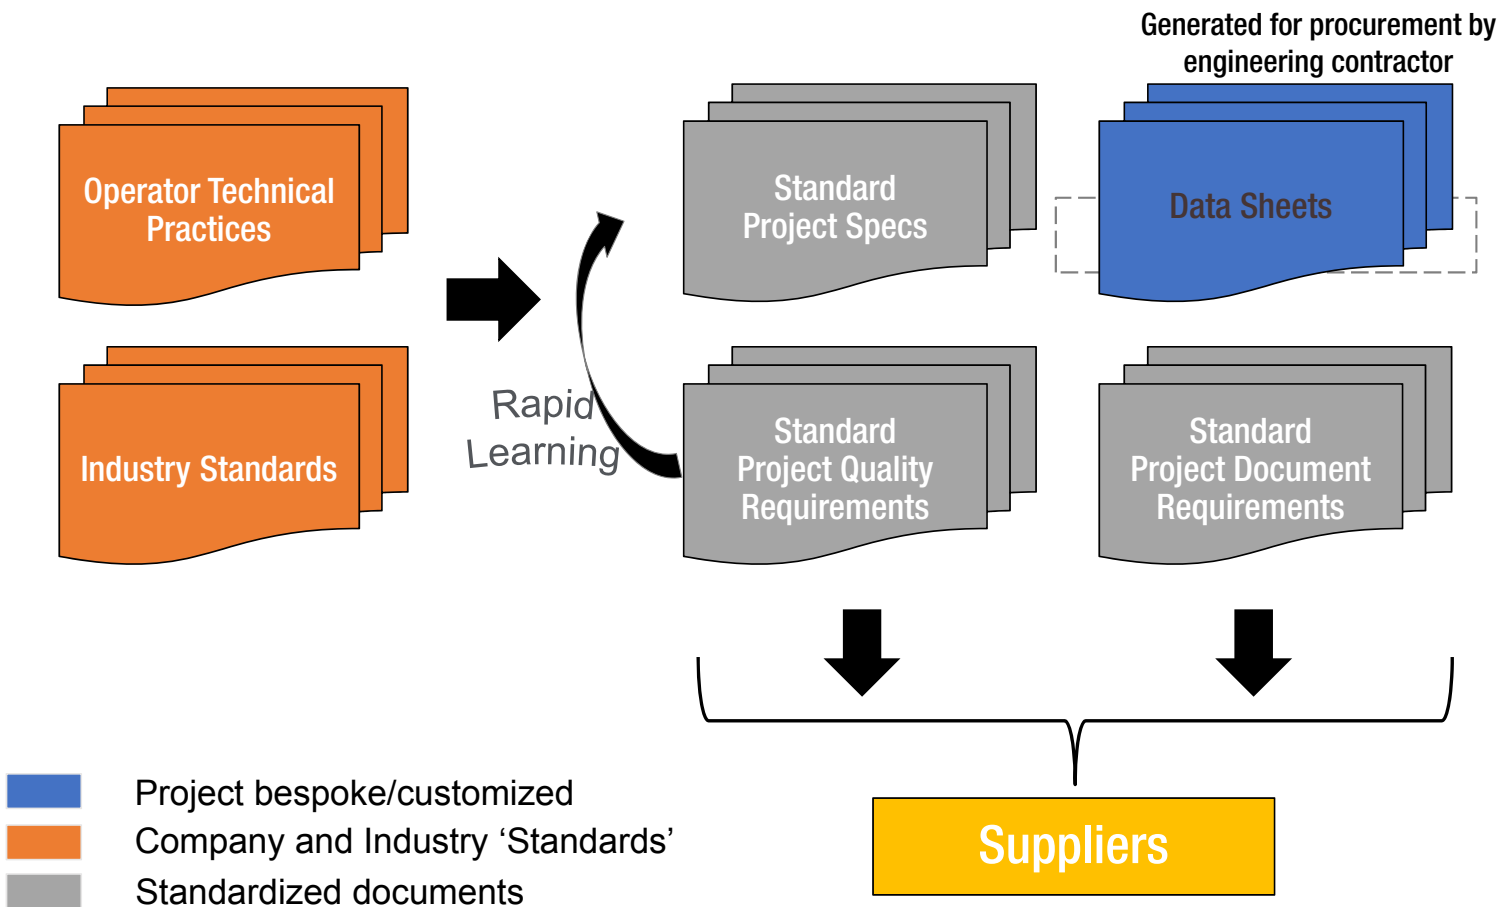 Generated for procurement by
engineering contractor
Operator Technical
Practices
Standard
Project Specs
Data Sheets
Rapid
Learning
Industry Standards
Standard
Project Quality
Requirements
Standard
Project Document
Requirements
Project bespoke/customized
Company and Industry ‘Standards’
Standardized documents
Suppliers